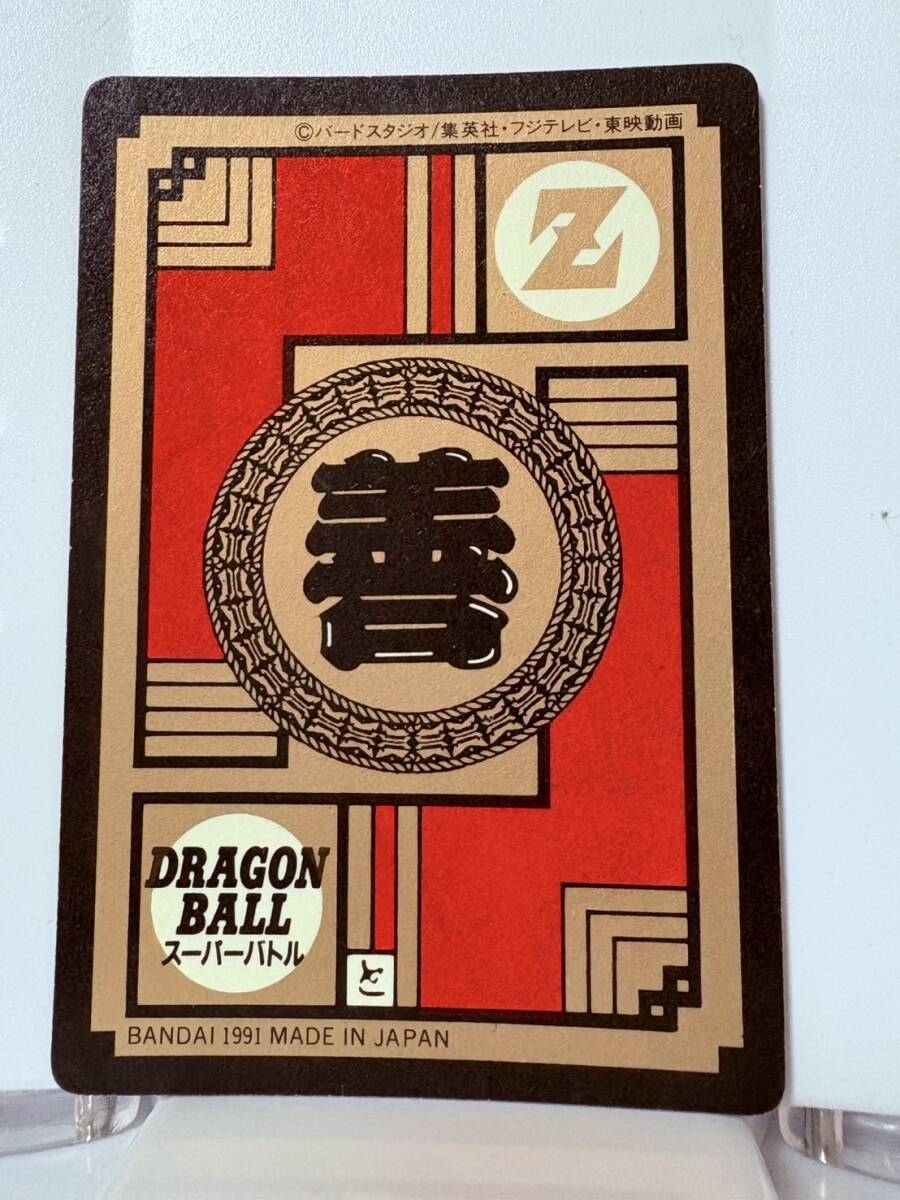 ©バードスタジオ/集英社・フジテレビ・東映動画
Z
善
DRAGON
BALL
スーパーバトル
と
BANDAI 1991 MADE IN JAPAN